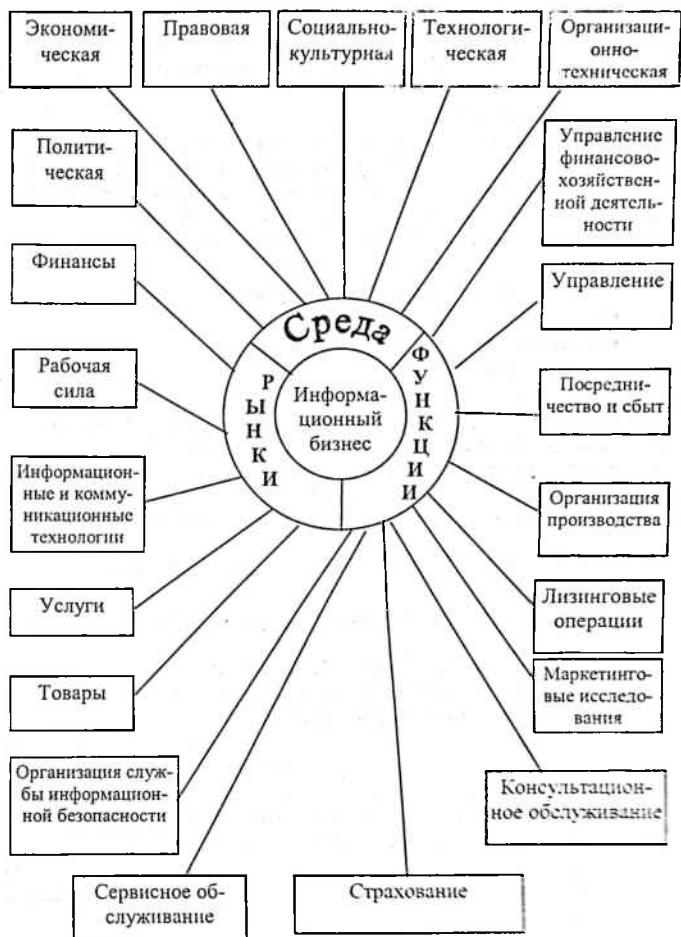 Экономи-
ческая
Правовая
Социально-
культурная
Технологи-
ческая
Организаци-
онно-
техническая
Полити-
ческая
Управление
финансово-
хозяйствен-
ной деятель-
ности
Финансы
Управление
Среда
Рабочая
сила
РЫНКИ
Информа-
ционный
бизнес
ФУНКЦИИ
Посредни-
чество и сбыт
Информацион-
ные и комму-
никационные
технологии
Организация
производства
Услуги
Лизинговые
операции
Товары
Маркетинго-
вые исследо-
вания
Организация служ-
бы информацион-
ной безопасности
Консультацион-
ное обслуживание
Сервисное об-
служивание
Страхование